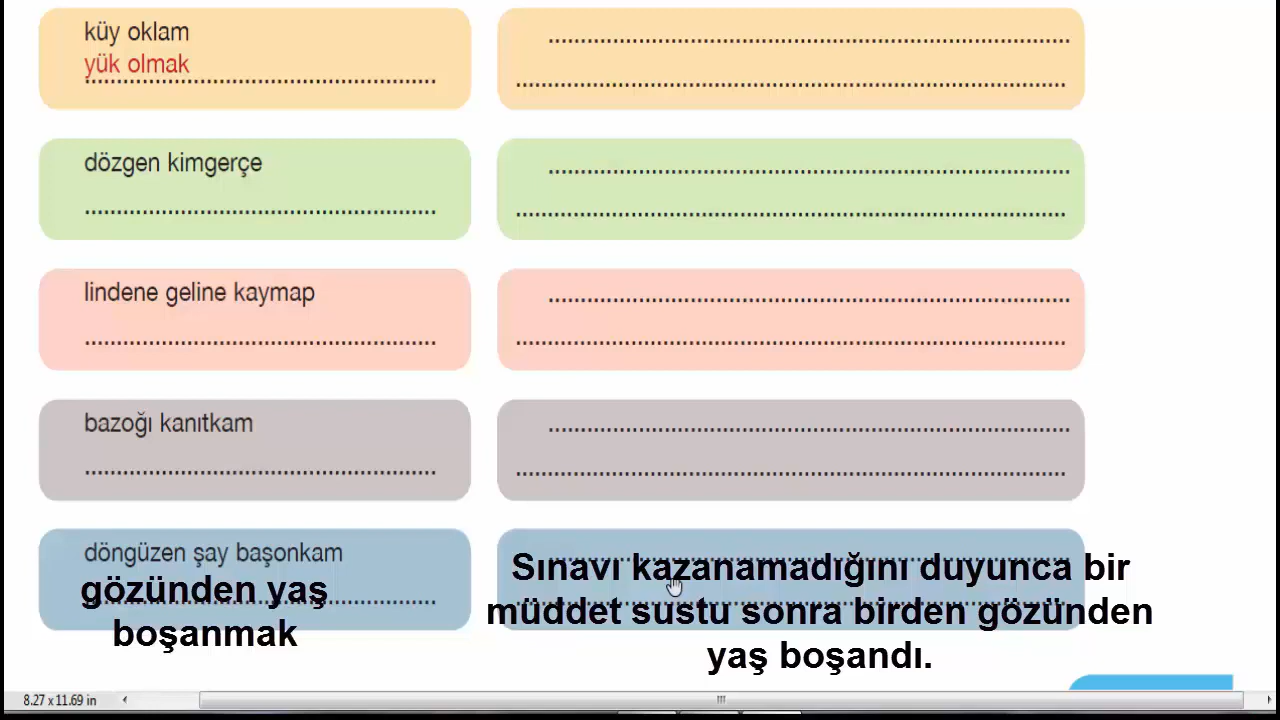 küy oklam
yük olmak
dözgen kimgerçe
lindene geline kaymap
bazoğı kanıtkam
döngüzen şay başonkam
gözünden yaş
boşanmak
Sınavı kazanamadığını duyunca bir
müddet sustu sonra birden gözünden
yaş boşandı.
8.27 x 11.69 in